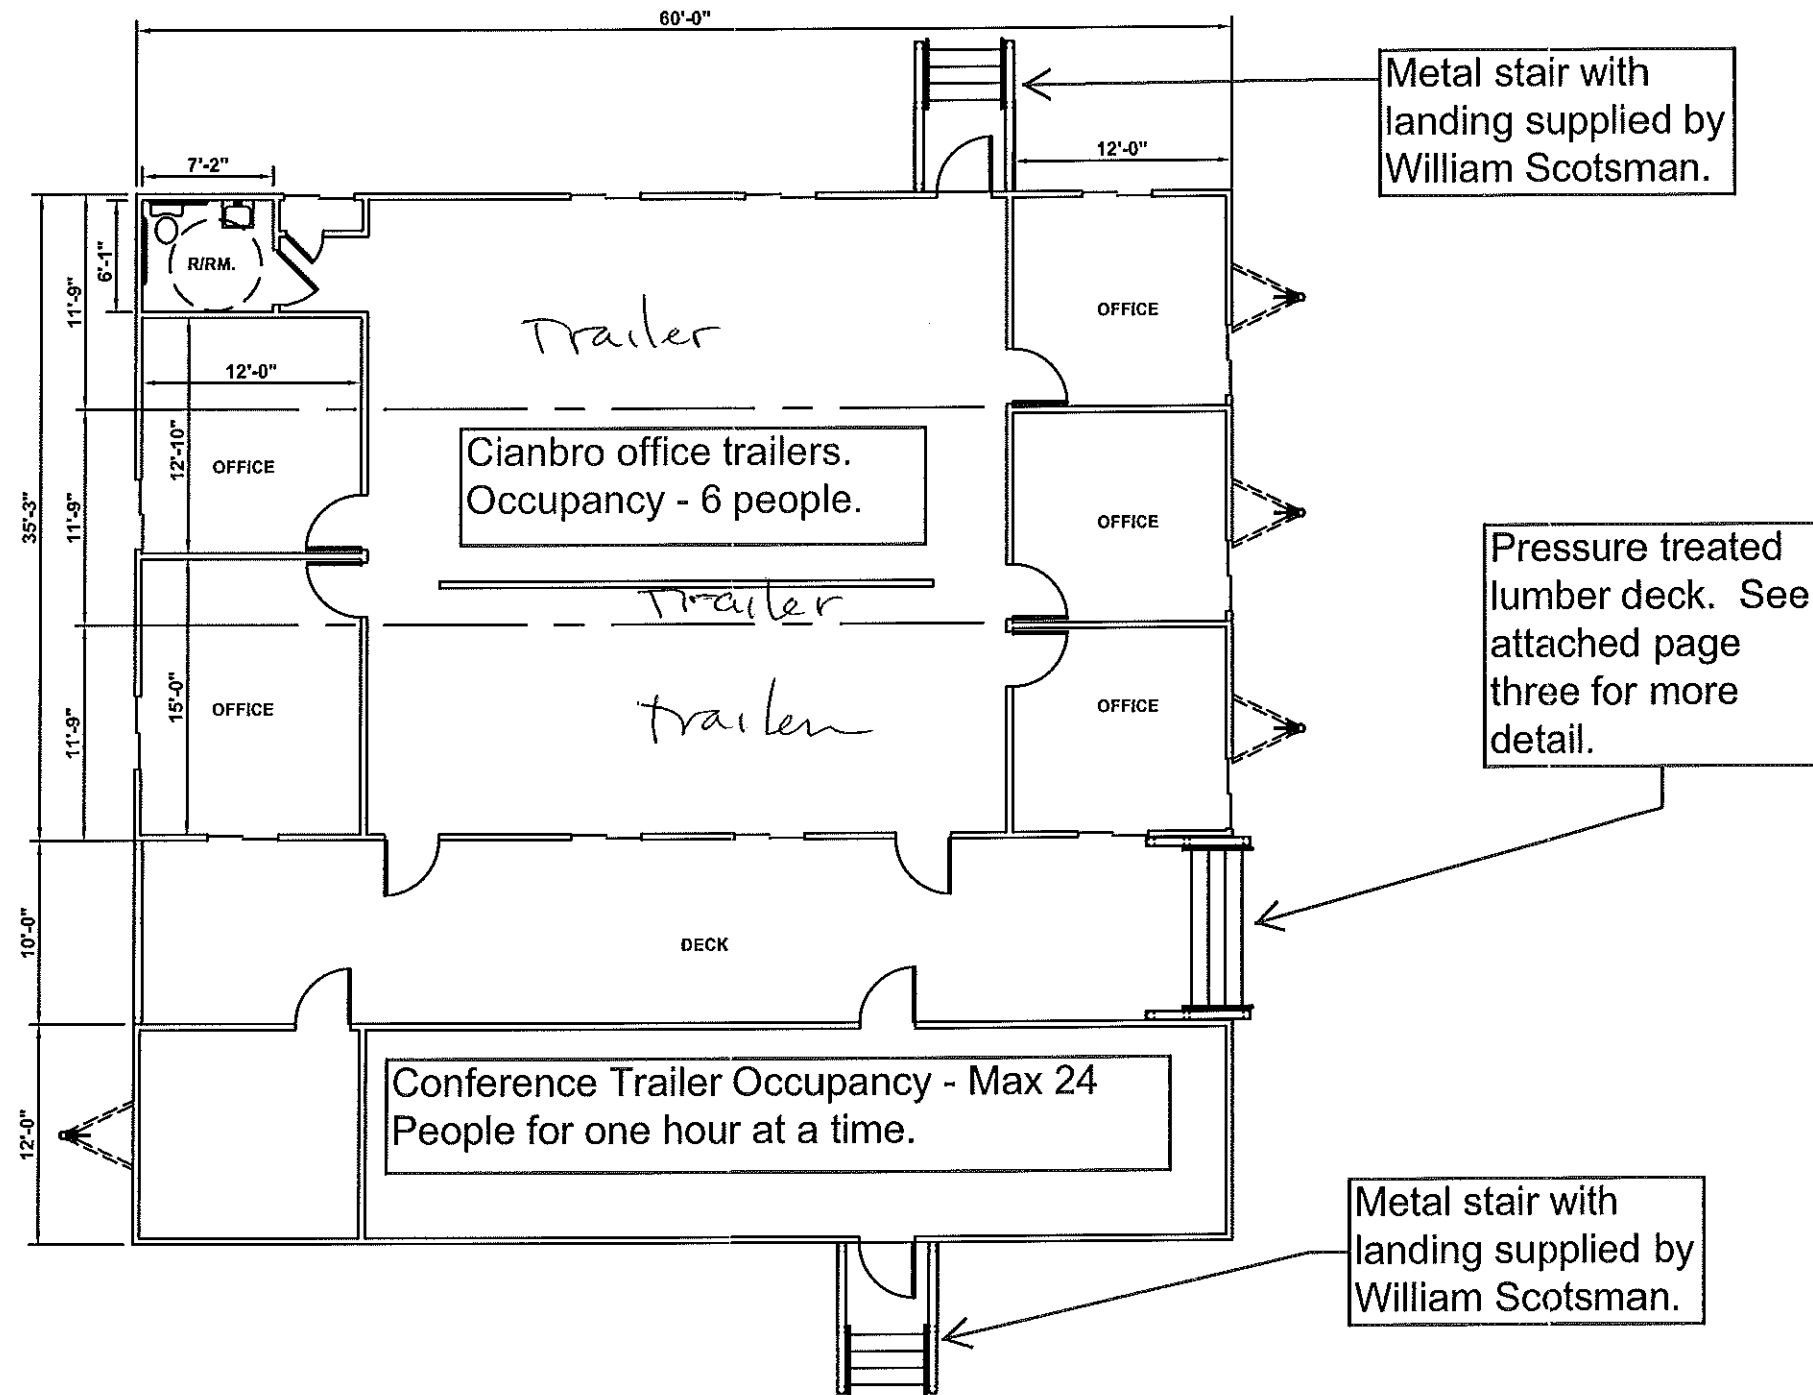 60'-0"
Metal stair with
landing supplied by
William Scotsman.
12'-0"
7'-2"
6'-1"
R/RM.
11'-9"
Trailer
OFFICE
12'-0"
12'-10"
OFFICE
Cianbro office trailers.
Occupancy - 6 people.
OFFICE
35'-3"
11'-9"
Pressure treated
lumber deck. See
attached page
three for more
detail.
Trailer
15'-0"
OFFICE
trailer
OFFICE
11'-9"
10'-0"
DECK
Conference Trailer Occupancy - Max 24
People for one hour at a time.
12'-0"
Metal stair with
landing supplied by
William Scotsman.